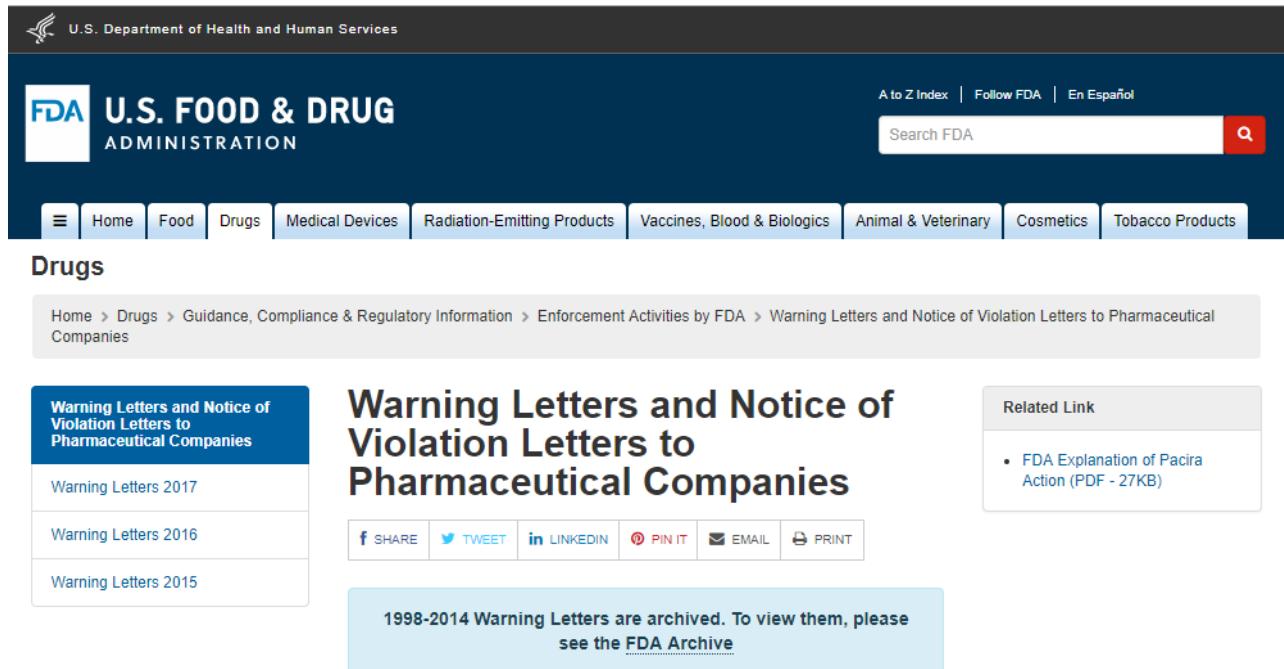 U.S. Department of Health and Human Services
FDA
U.S. FOOD & DRUG
ADMINISTRATION
A to Z Index | Follow FDA | En Español
Search FDA
Home Food Drugs Medical Devices Radiation-Emitting Products Vaccines, Blood & Biologics Animal & Veterinary Cosmetics Tobacco Products
Drugs
Home > Drugs > Guidance, Compliance & Regulatory Information > Enforcement Activities by FDA > Warning Letters and Notice of Violation Letters to Pharmaceutical
Companies
Warning Letters and Notice of
Violation Letters to
Pharmaceutical Companies
Warning Letters 2017
Warning Letters 2016
Warning Letters 2015
Warning Letters and Notice of
Violation Letters to
Pharmaceutical Companies
f SHARE TWEET in LINKEDIN PIN IT EMAIL PRINT
1998-2014 Warning Letters are archived. To view them, please
see the FDA Archive
Related Link
• FDA Explanation of Pacira
Action (PDF - 27KB)